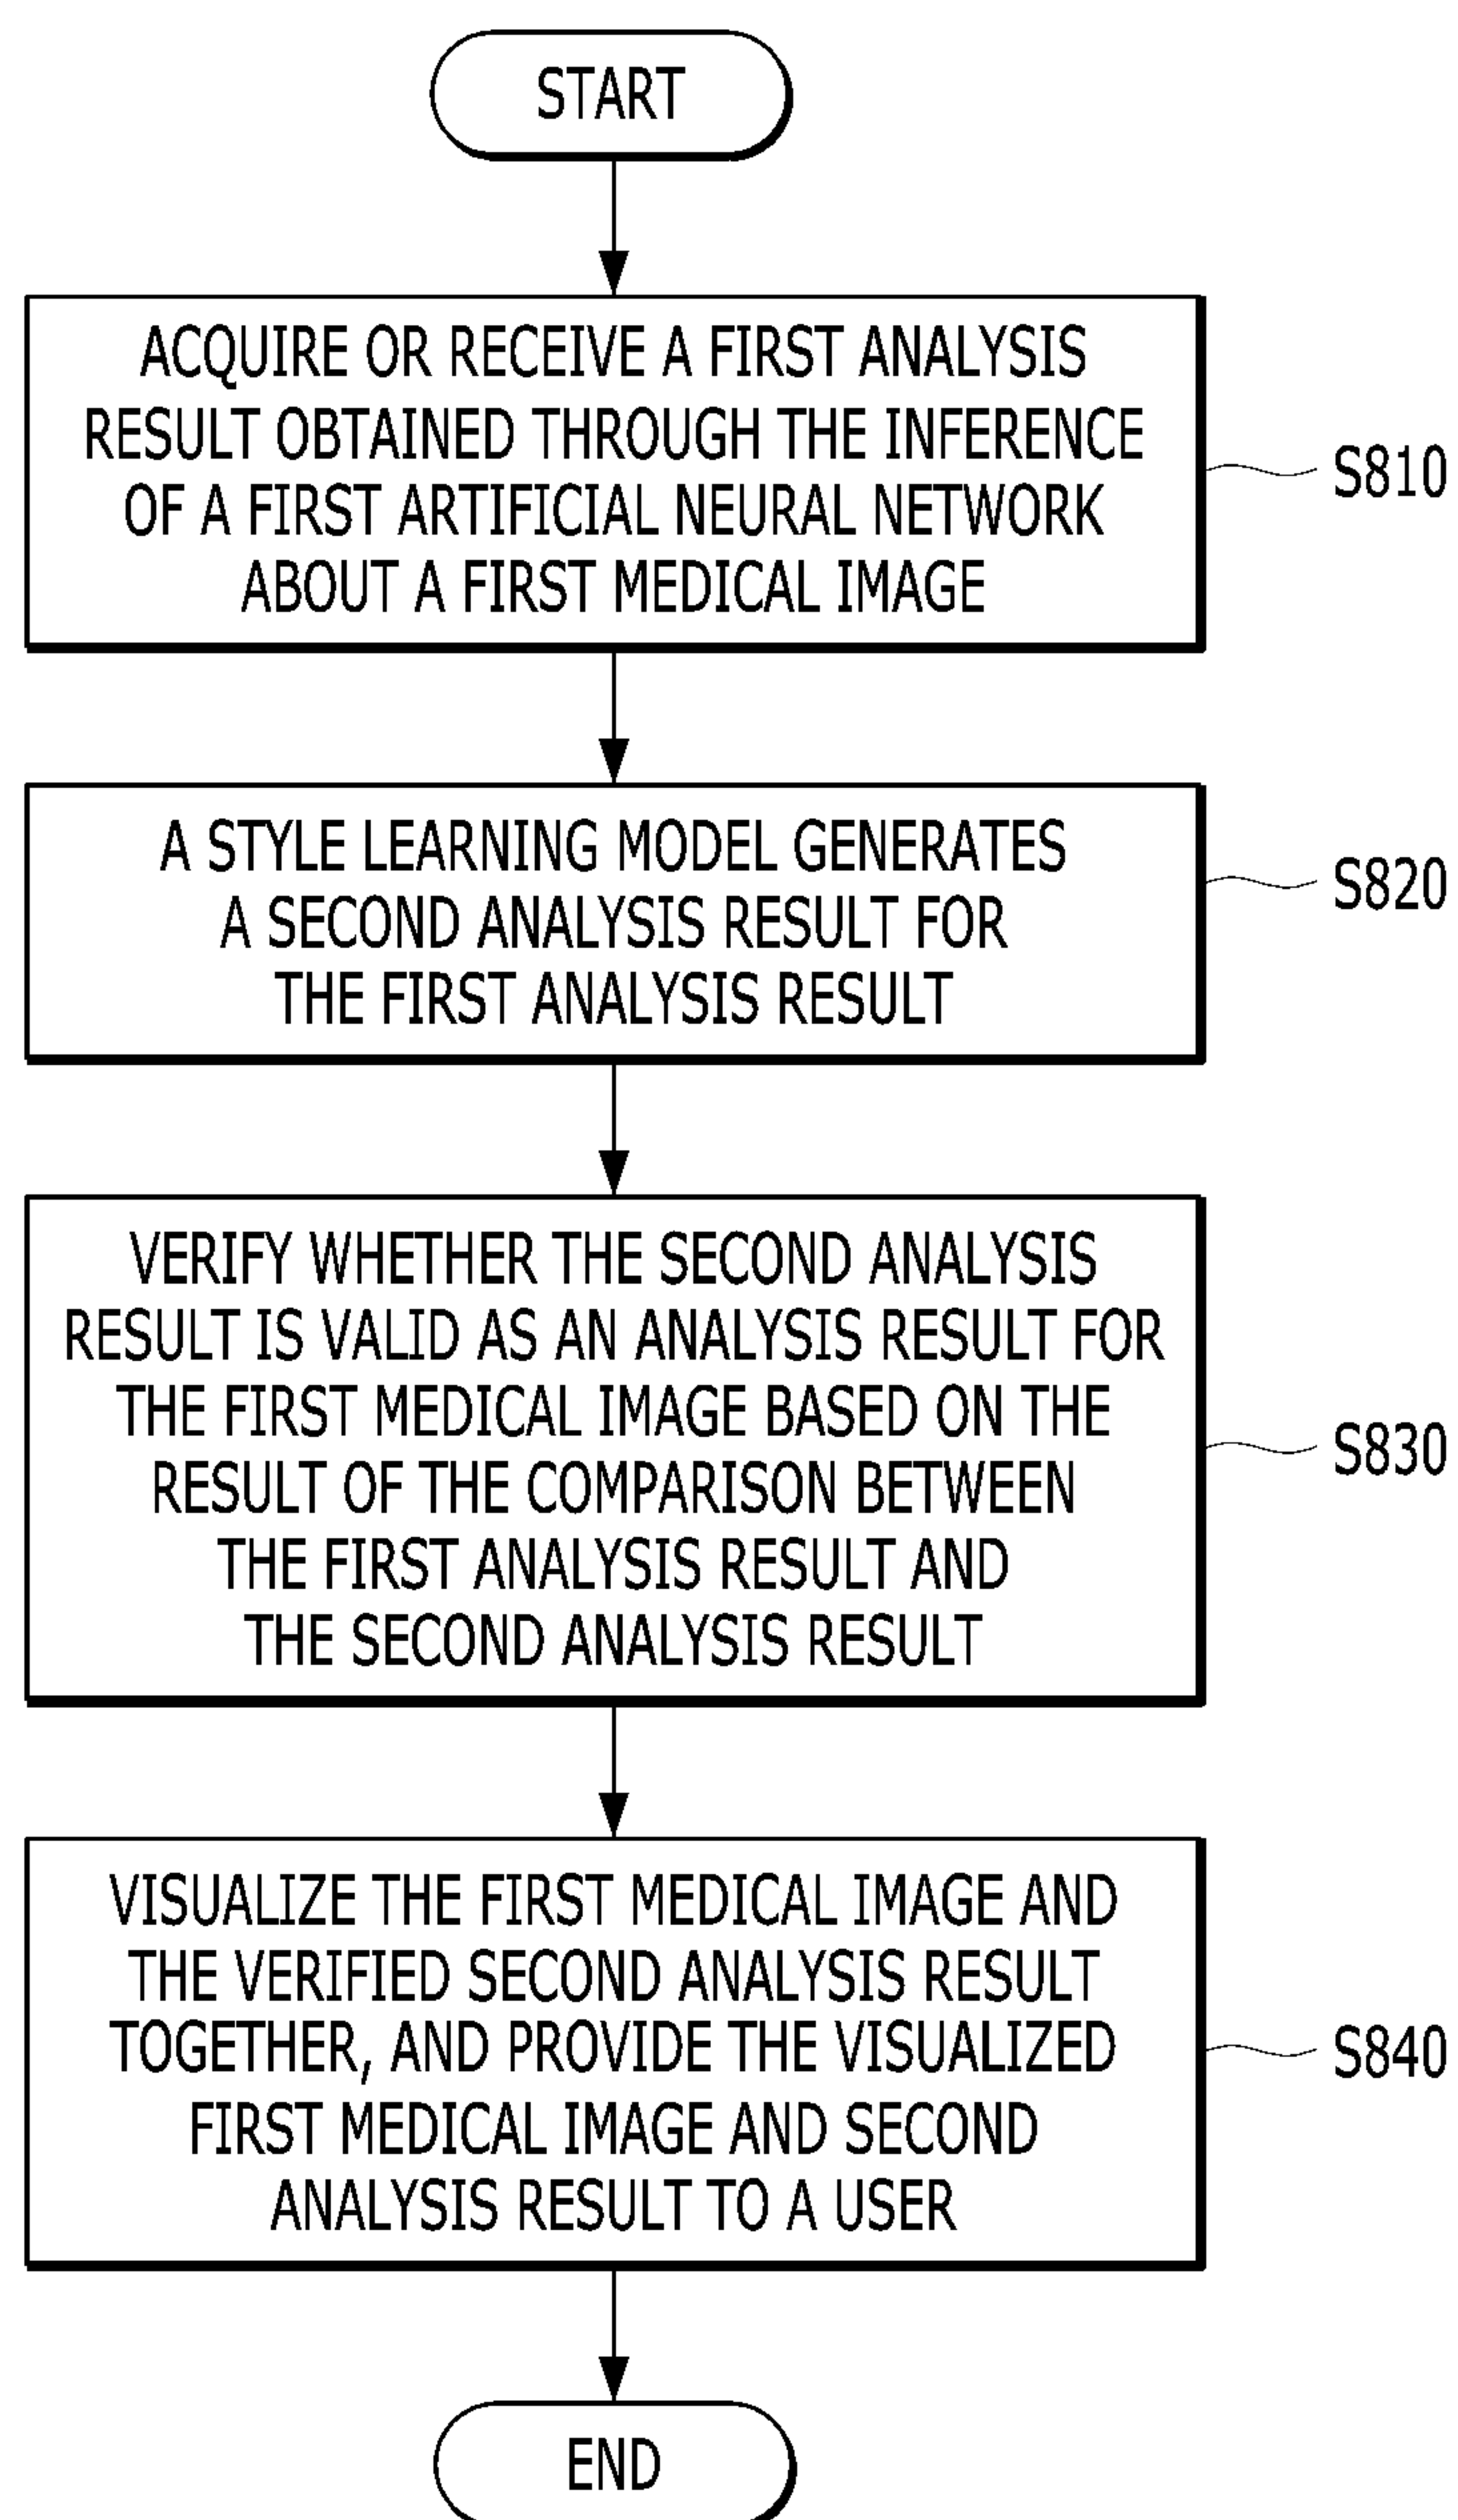 START
ACQUIRE OR RECEIVE A FIRST ANALYSIS
RESULT OBTAINED THROUGH THE INFERENCE
OF A FIRST ARTIFICIAL NEURAL NETWORK
ABOUT A FIRST MEDICAL IMAGE
S810
A STYLE LEARNING MODEL GENERATES
A SECOND ANALYSIS RESULT FOR
THE FIRST ANALYSIS RESULT
S820
VERIFY WHETHER THE SECOND ANALYSIS
RESULT IS VALID AS AN ANALYSIS RESULT FOR
THE FIRST MEDICAL IMAGE BASED ON THE
RESULT OF THE COMPARISON BETWEEN
THE FIRST ANALYSIS RESULT AND
THE SECOND ANALYSIS RESULT
S830
VISUALIZE THE FIRST MEDICAL IMAGE AND
THE VERIFIED SECOND ANALYSIS RESULT
TOGETHER, AND PROVIDE THE VISUALIZED
FIRST MEDICAL IMAGE AND SECOND
ANALYSIS RESULT TO A USER
S840
END